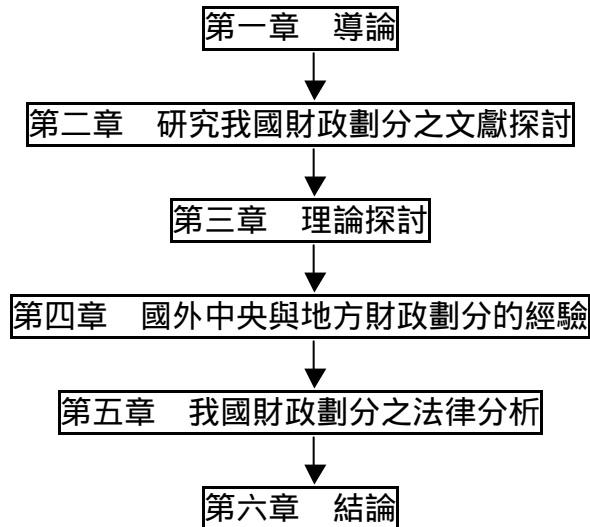 第一章　導論
第二章　研究我國財政劃分之文獻探討
第三章　理論探討
第四章　國外中央與地方財政劃分的經驗
第五章　我國財政劃分之法律分析
第六章　結論